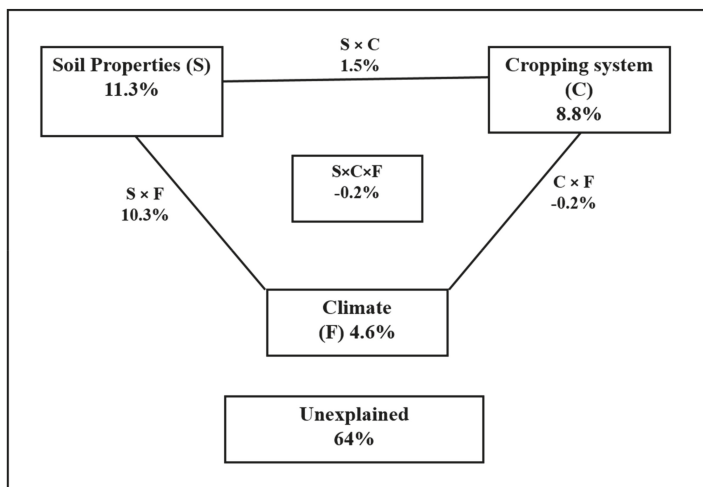 S × C
1.5%
Soil Properties (S)
11.3%
Cropping system
(C)
8.8%
S×C×F
-0.2%
S × F
10.3%
C × F
-0.2%
Climate
(F) 4.6%
Unexplained
64%